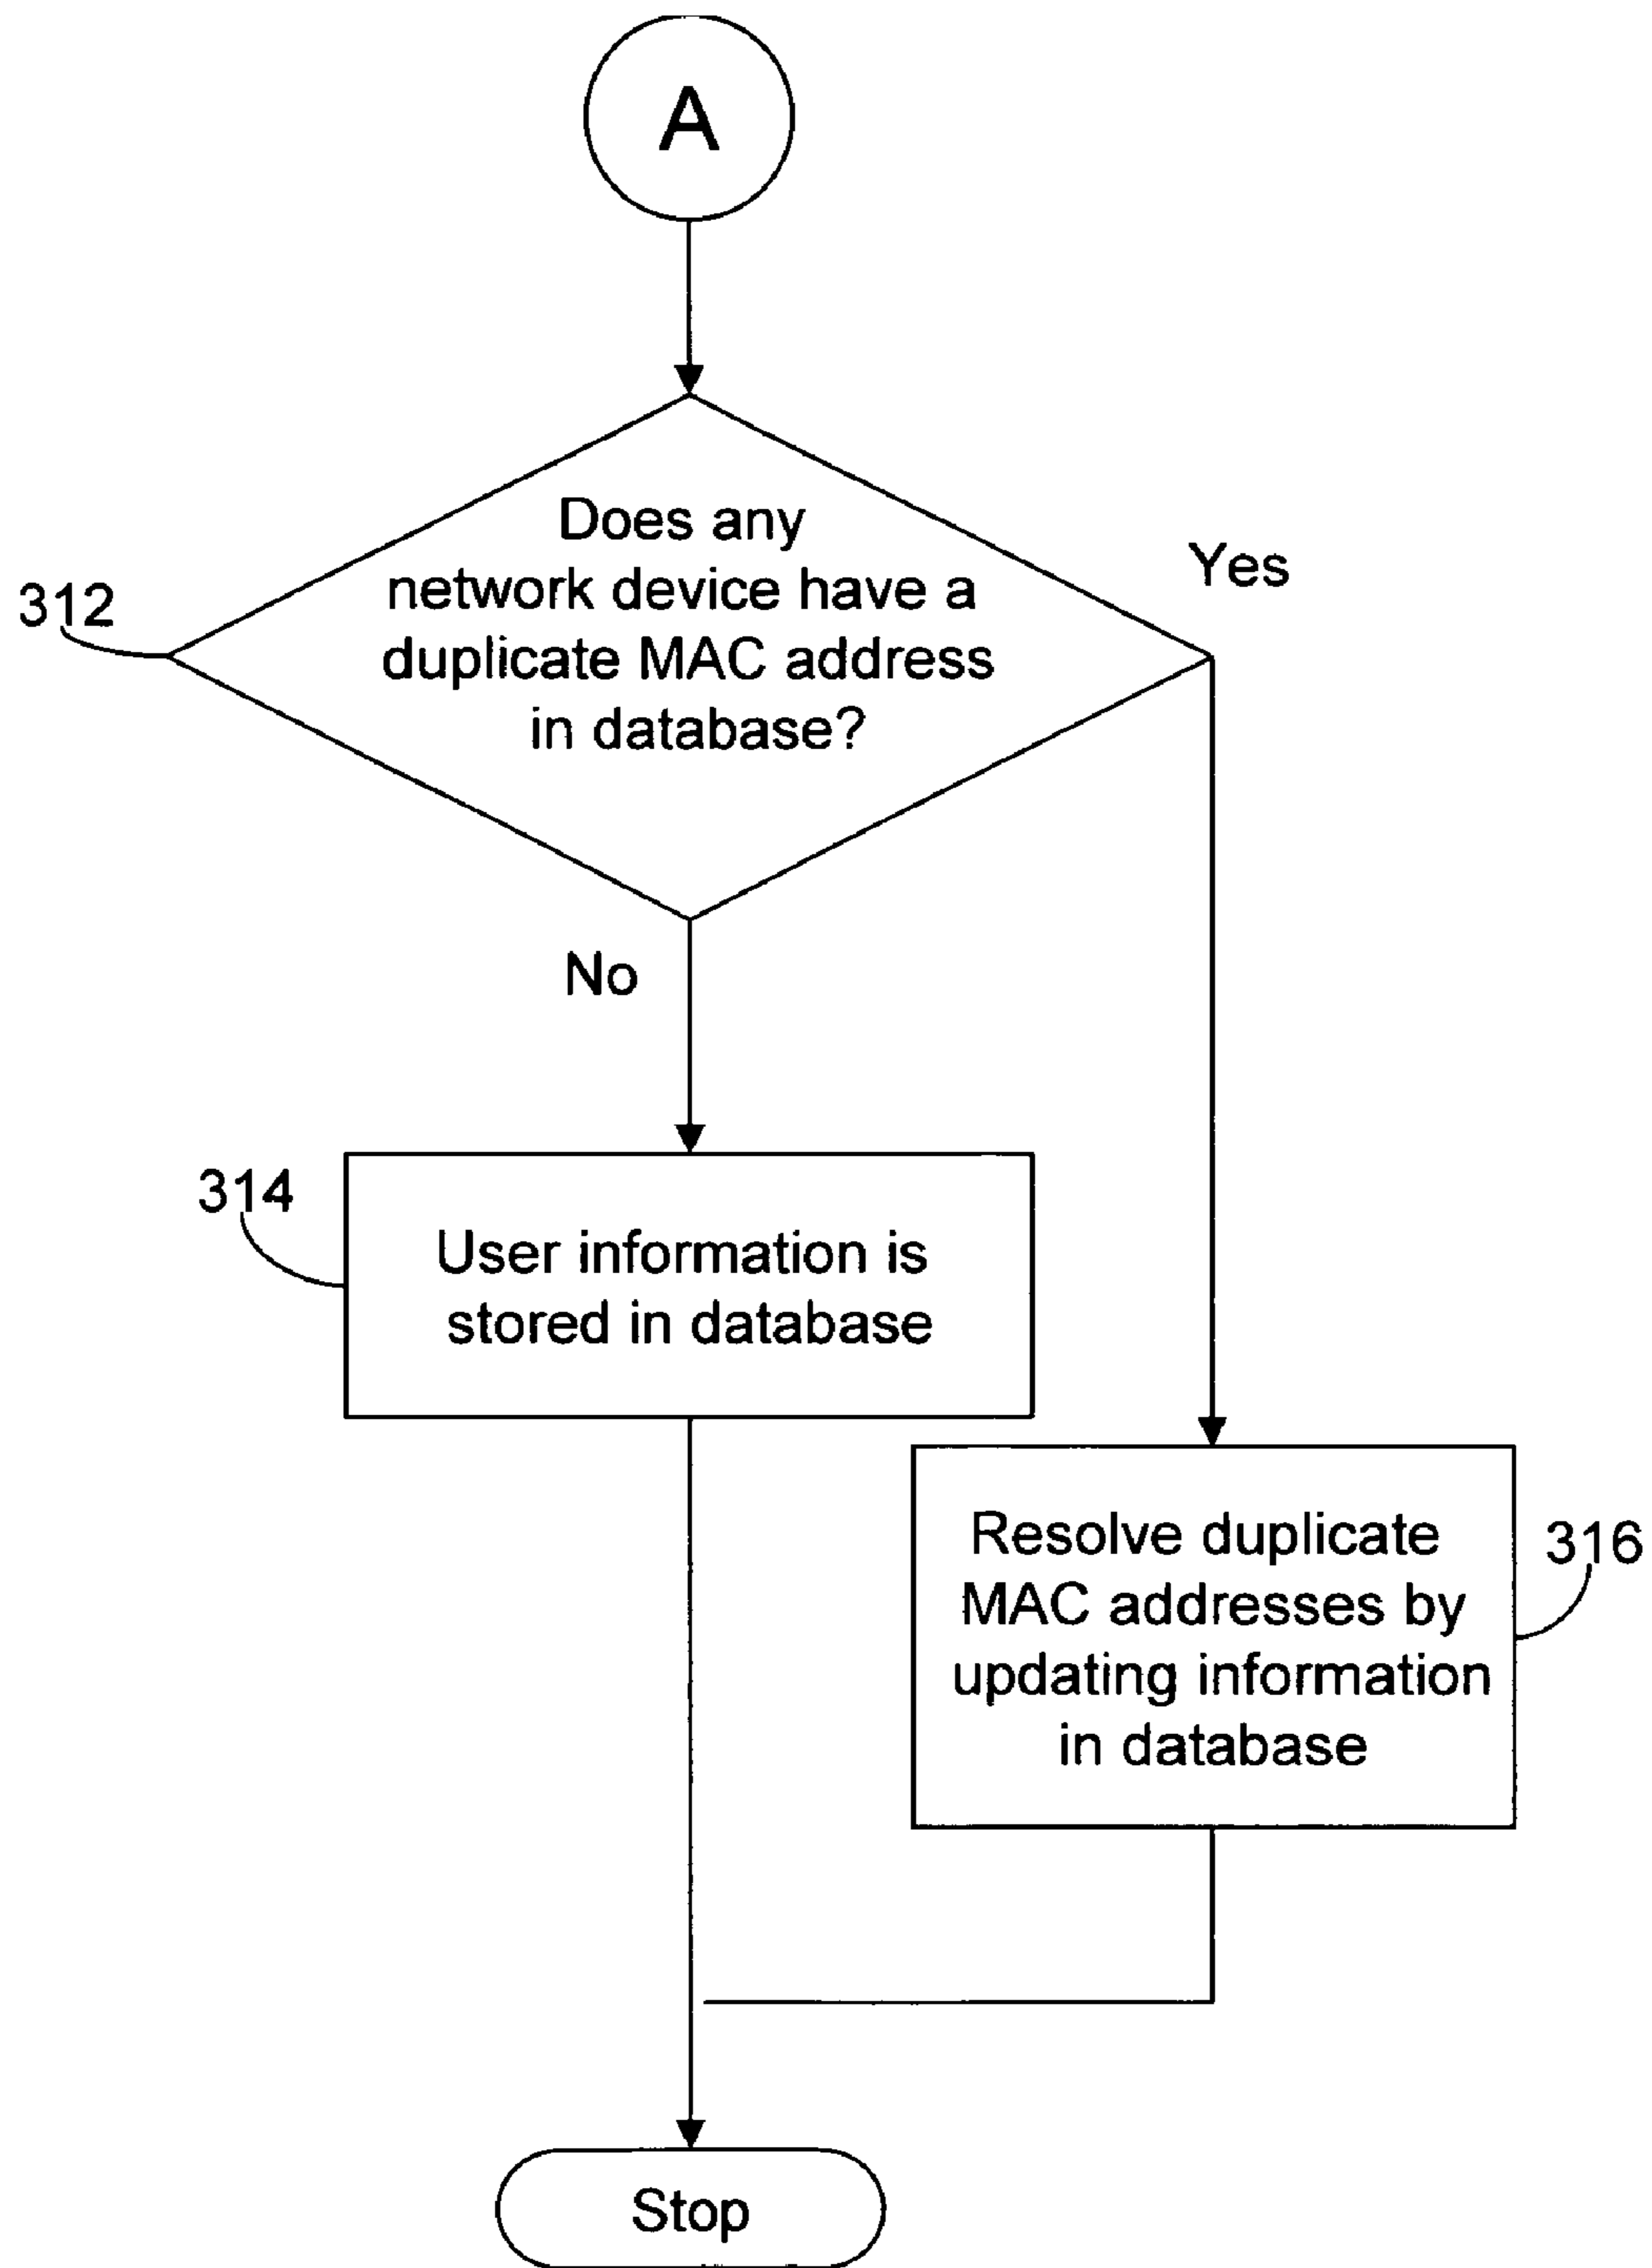 A
Does any
network device have a
duplicate MAC address
in database?
Yes
312
No
314
User information is
stored in database
Resolve duplicate
MAC addresses by
updating information
in database
316
Stop